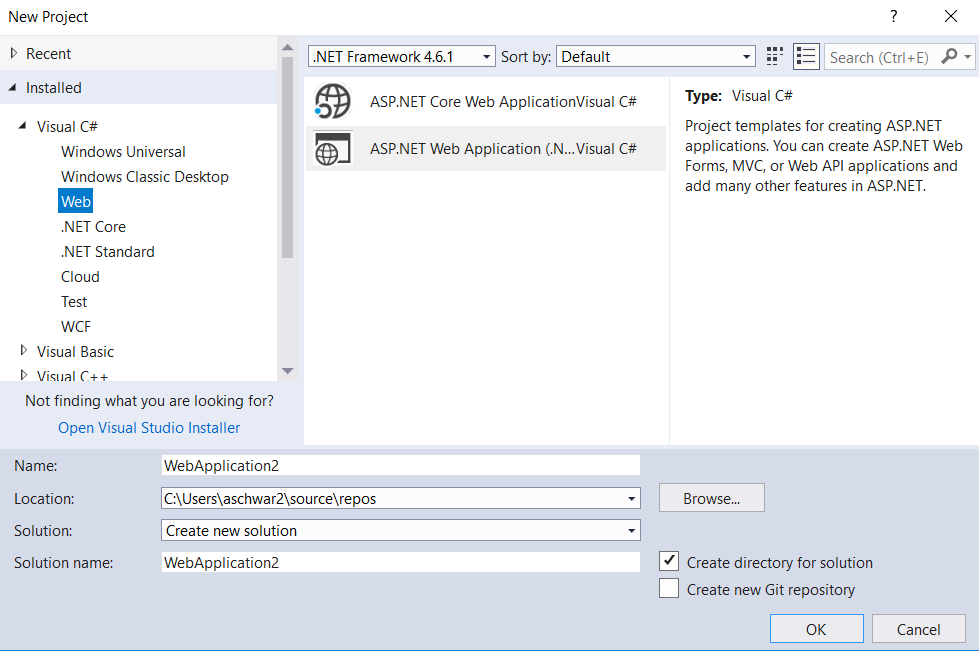 New Project
?
Recent
Installed
Visual C#
Windows Universal
Windows Classic Desktop
Web
.NET Core
.NET Standard
Cloud
Test
WCF
Visual Basic
Visual C++
Not finding what you are looking for?
Open Visual Studio Installer
.NET Framework 4.6.1 Sort by: Default Search (Ctrl+E)
ASP.NET Core Web Application Visual C#
ASP.NET Web Application (.N... Visual C#
Type: Visual C#
Project templates for creating ASP.NET
applications. You can create ASP.NET Web
Forms, MVC, or Web API applications and
add many other features in ASP.NET.
Name: WebApplication2
Location: C:\Users\aschwar2\source\repos Browse...
Solution: Create new solution
Solution name: WebApplication2
Create directory for solution
Create new Git repository
OK Cancel